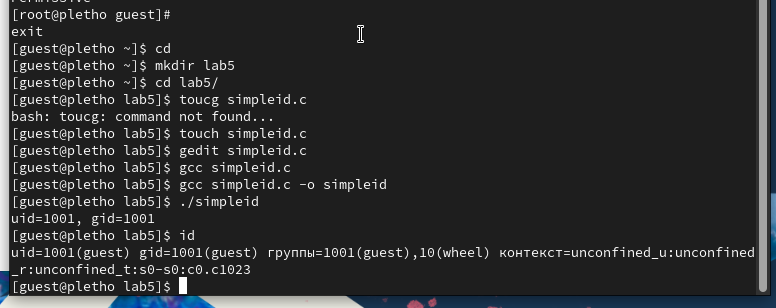 [root@pletho guest]#
exit
[guest@pletho ~]$ cd
[guest@pletho ~]$ mkdir lab5
[guest@pletho ~]$ cd lab5/
[guest@pletho lab5]$ toucg simpleid.c
bash: toucg: command not found...
[guest@pletho lab5]$ touch simpleid.c
[guest@pletho lab5]$ gedit simpleid.c
[guest@pletho lab5]$ gcc simpleid.c
[guest@pletho lab5]$ gcc simpleid.c -o simpleid
[guest@pletho lab5]$ ./simpleid
uid=1001, gid=1001
[guest@pletho lab5]$ id
uid=1001(guest) gid=1001(guest) группы=1001(guest),10(wheel) контекст=unconfined_u:unconfined
_r:unconfined_t:s0-s0:c0.c1023
[guest@pletho lab5]$